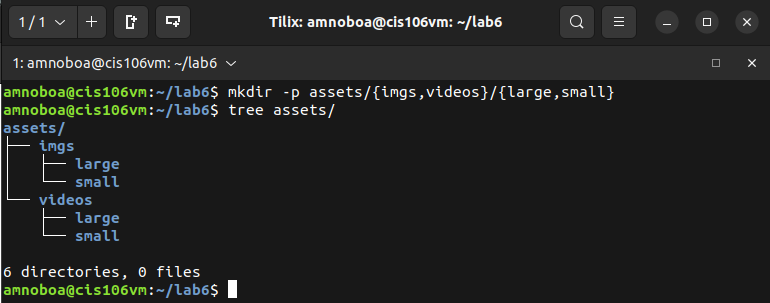 1 / 1
Tilix: amnoboa@cis106vm: ~/lab6
1: amnoboa@cis106vm: ~/lab6
amnoboa@cis106vm:~/lab6$ mkdir -p assets/{imgs,videos}/{large,small}
amnoboa@cis106vm:~/lab6$ tree assets/
assets/
├── imgs
│   ├── large
│   └── small
└── videos
    ├── large
    └── small
6 directories, 0 files
amnoboa@cis106vm:~/lab6$